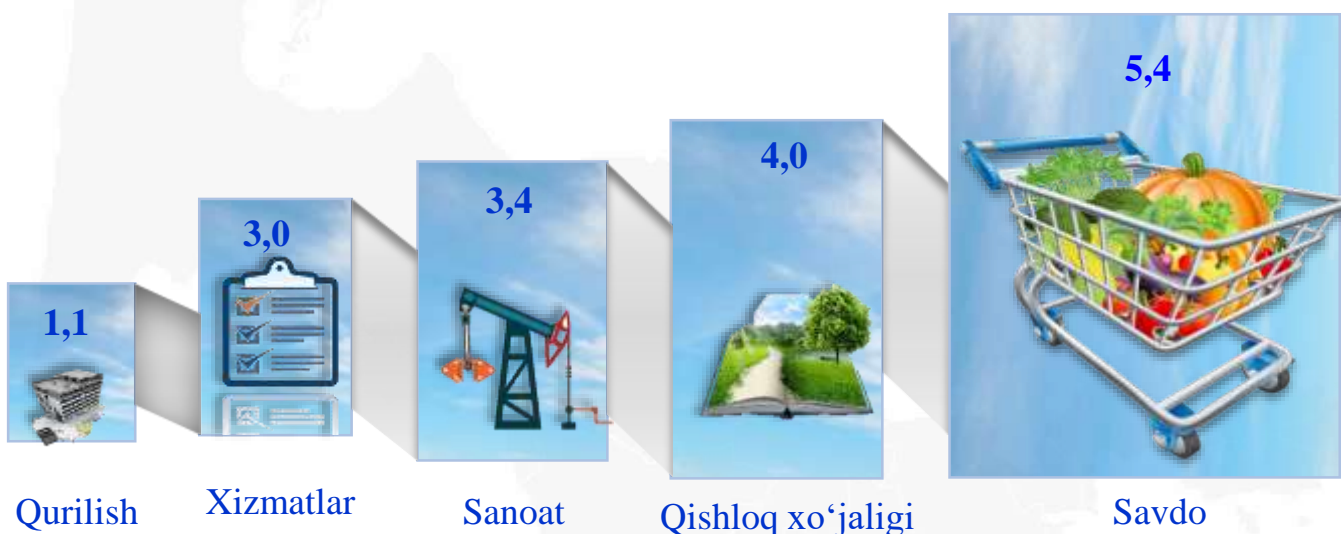 1,1
3,0
3,4
4,0
5,4
Qurilish
Xizmatlar
Sanoat
Qishloq xo‘jaligi
Savdo